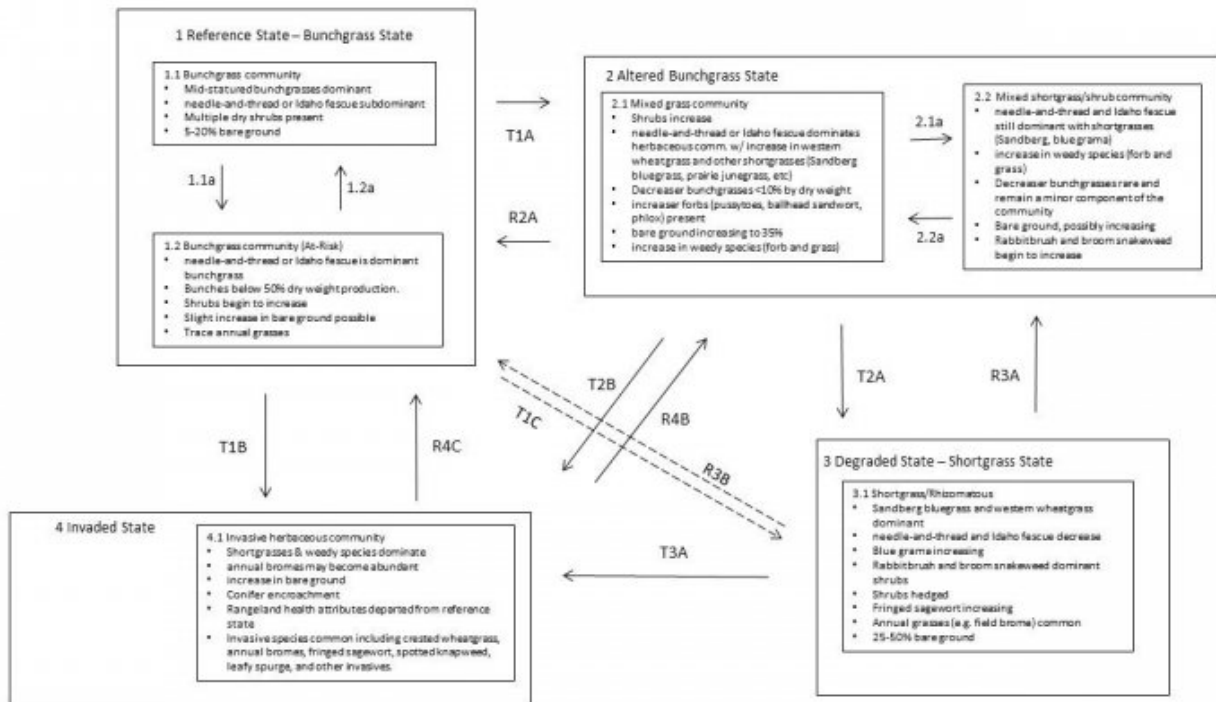 1 Reference State – Bunchgrass State
1.1 Bunchgrass community
• Mid-statured bunchgrasses dominant
• needle-and-thread or Idaho fescue subdominant
• Multiple dry shrubs present
• 5-20% bare ground
1.1a
1.2a
1.2 Bunchgrass community (At-Risk)
• needle-and-thread or Idaho fescue is dominant
bunchgrass
• Bunches below 50% dry weight production.
• Shrubs begin to increase
• Slight increase in bare ground possible
• Trace annual grasses
T1A
R2A
2 Altered Bunchgrass State
2.1 Mixed grass community
• Shrubs increase
• needle-and-thread or Idaho fescue dominates
herbaceous comm. w/ increase in western
wheatgrass and other shortgrasses (Sandberg
bluegrass, prairie junegrass, etc)
• Decreaser bunchgrasses <10% by dry weight
• increaser forbs (pussytoes, ballhead sandwort,
phlox) present
• bare ground increasing to 35%
• increase in weedy species (forb and grass)
2.1a
2.2a
2.2 Mixed shortgrass/shrub community
• needle-and-thread and Idaho fescue
still dominant with shortgrasses
(Sandberg, blue grama)
• increase in weedy species (forb and
grass)
• Decreaser bunchgrasses rare and
remain a minor component of the
community
• Bare ground, possibly increasing
• Rabbitbrush and broom snakeweed
begin to increase
T1B
R4C
T1C
T2B
R4B
R3B
T2A
R3A
T3A
3 Degraded State – Shortgrass State
3.1 Shortgrass/Rhizomatous
• Sandberg bluegrass and western wheatgrass
dominant
• needle-and-thread and Idaho fescue decrease
• Blue grama increasing
• Rabbitbrush and broom snakeweed dominant
shrubs
• Shrubs hedged
• Fringed sagewort increasing
• Annual grasses (e.g. field brome) common
• 25-50% bare ground
4 Invaded State
4.1 Invasive herbaceous community
• Shortgrasses & weedy species dominate
• annual bromes may become abundant
• increase in bare ground
• Conifer encroachment
• Rangeland health attributes departed from reference
state
• Invasive species common including crested wheatgrass,
annual bromes, fringed sagewort, spotted knapweed,
leafy spurge, and other invasives.